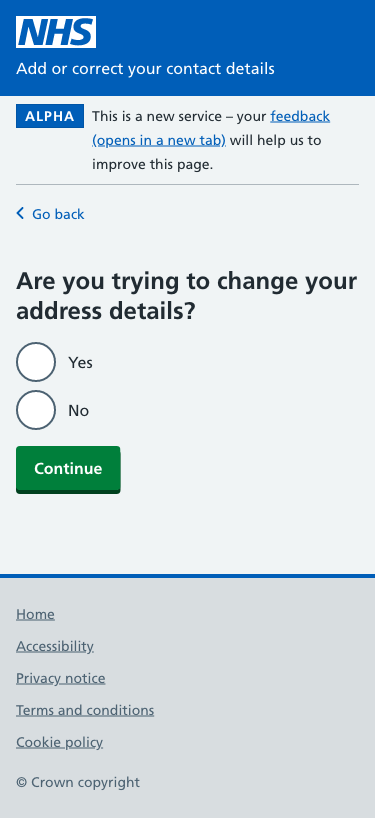 NHS
Add or correct your contact details
ALPHA
This is a new service – your feedback
(opens in a new tab) will help us to
improve this page.
Go back
Are you trying to change your
address details?
Yes
No
Continue
Home
Accessibility
Privacy notice
Terms and conditions
Cookie policy
© Crown copyright